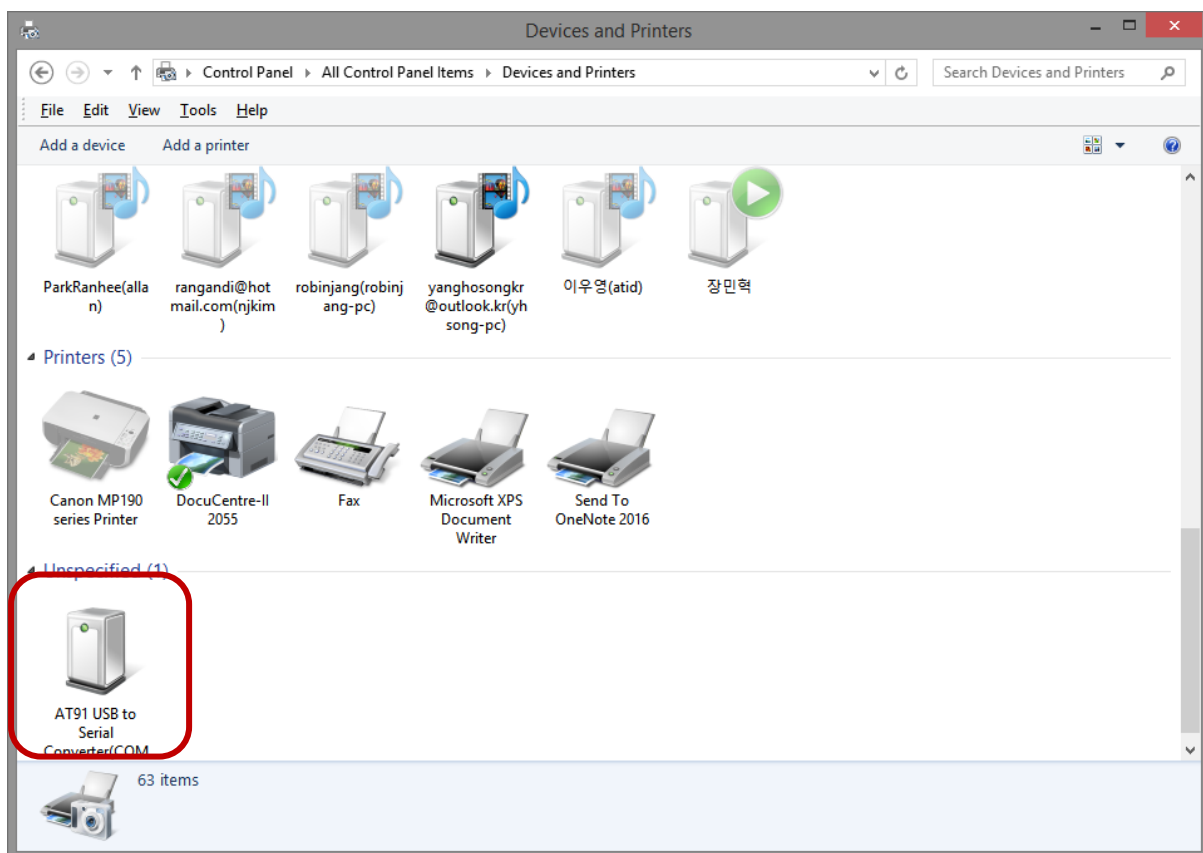 Devices and Printers
Control Panel ▸ All Control Panel Items ▸ Devices and Printers
Search Devices and Printers
File Edit View Tools Help
Add a device Add a printer
ParkRanhee(alla
n)
rangandi@hot
mail.com(njkim
)
robinjang(robinj
ang-pc)
yanghosongkr
@outlook.kr(yh
song-pc)
이우영(atid)
장민혁
Printers (5)
Canon MP190
series Printer
DocuCentre-II
2055
Fax
Microsoft XPS
Document
Writer
Send To
OneNote 2016
Unspecified (1)
AT91 USB to
Serial
Converter(COM
63 items